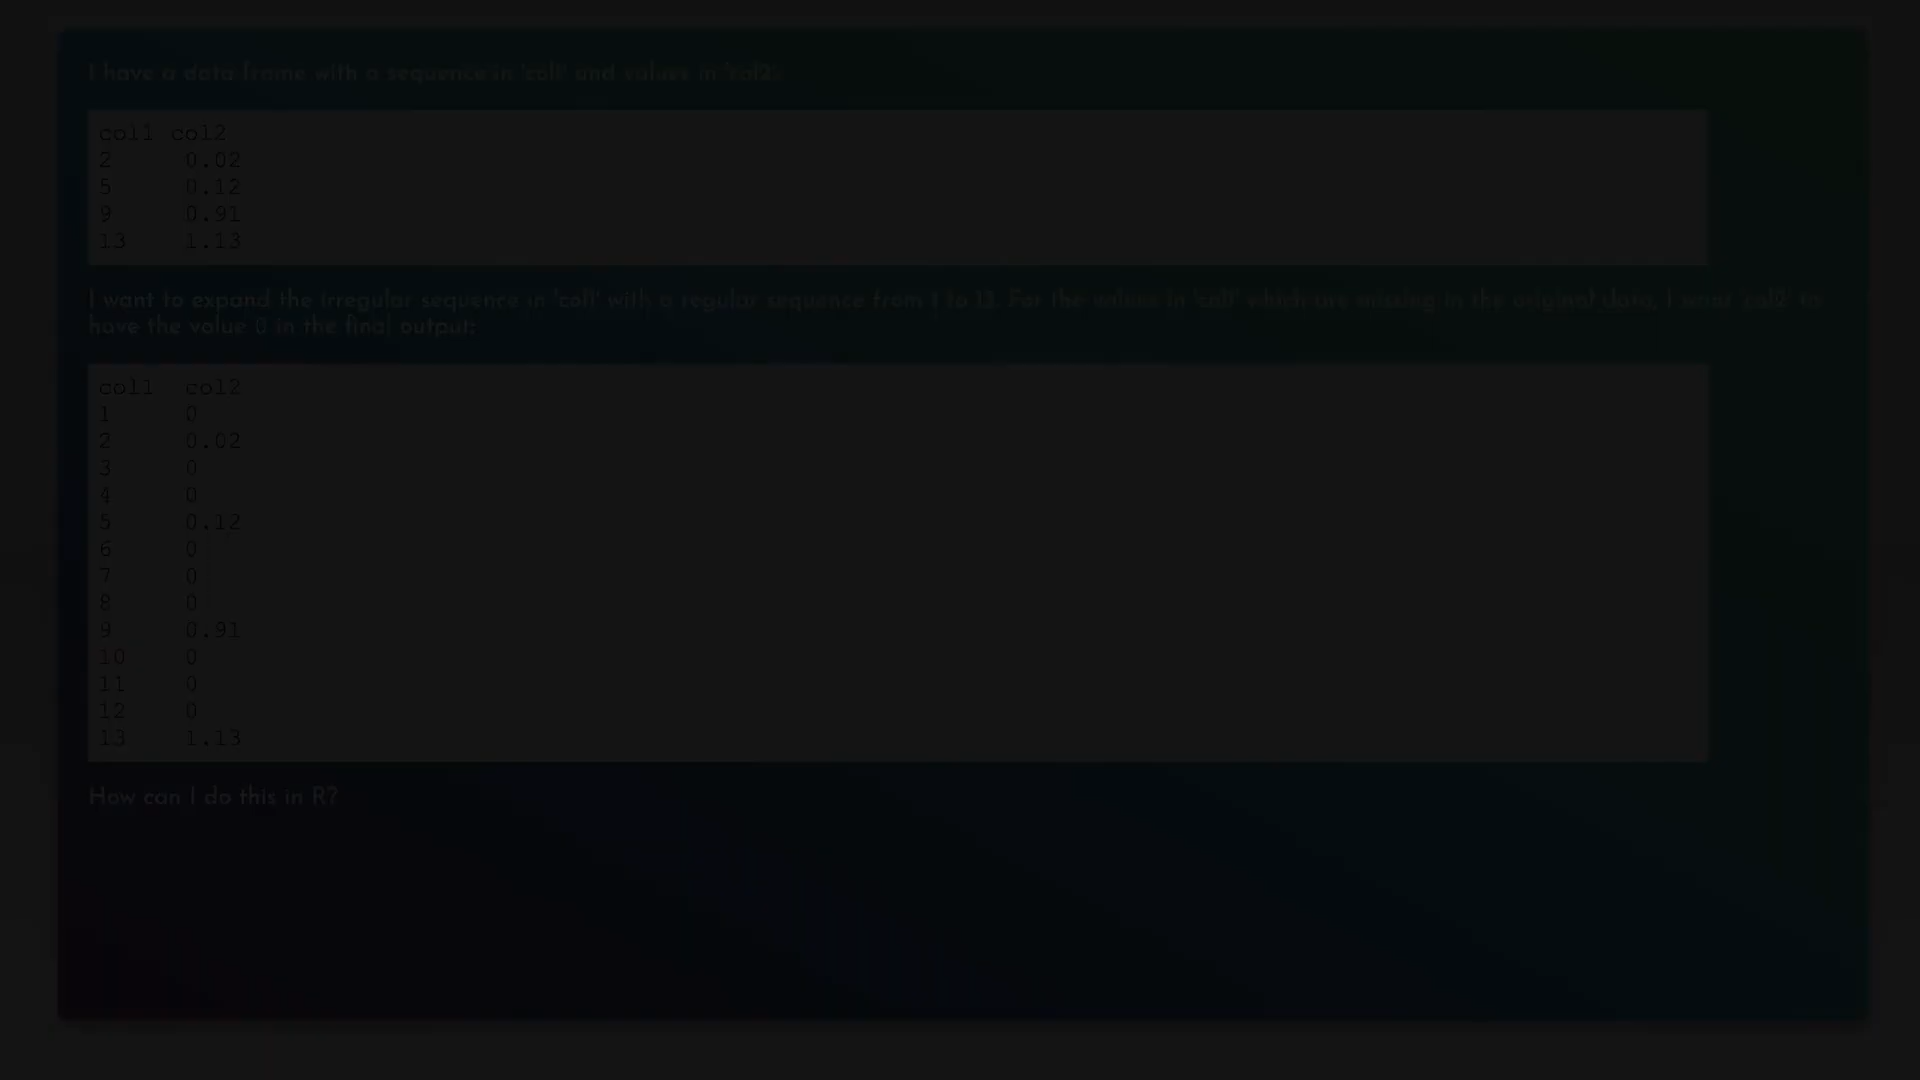 I have a data frame with a sequence in 'col1' and values in 'col2':
col1 col2
2 0.02
5 0.12
9 0.91
13 1.13
I want to expand the irregular sequence in 'col1' with a regular sequence from 1 to 13. For the values in 'col1' which are missing in the original data, I want 'col2' to
have the value 0 in the final output:
col1 col2
1 0
2 0.02
3 0
4 0
5 0.12
6 0
7 0
8 0
9 0.91
10 0
11 0
12 0
13 1.13
How can I do this in R?